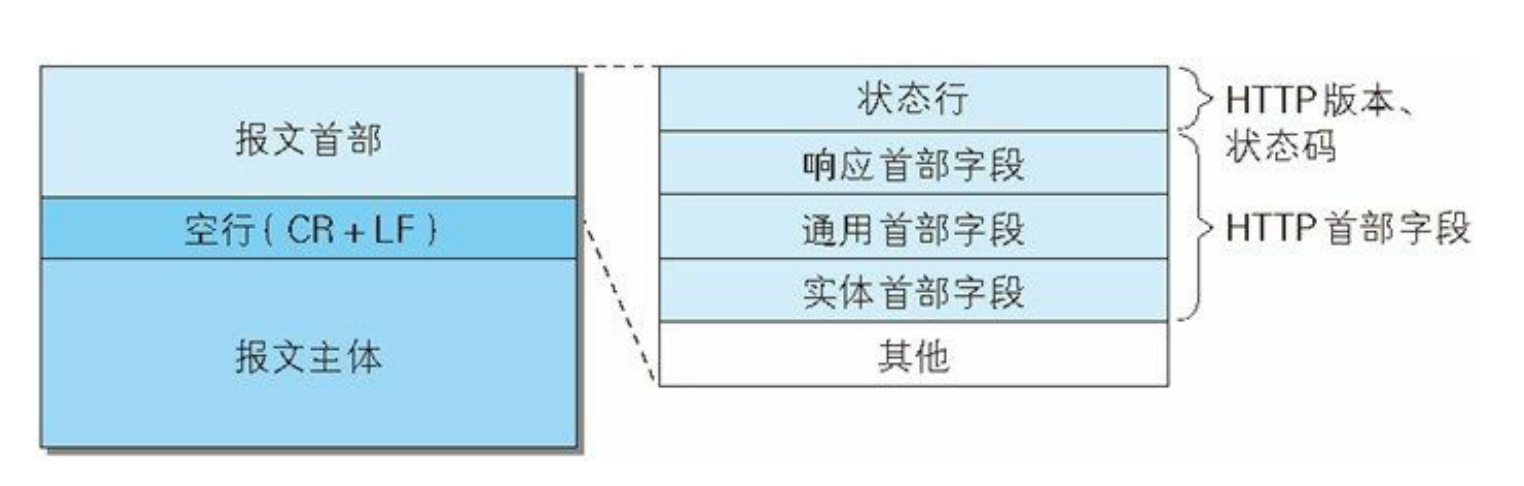 报文首部
空行(CR+LF)
报文主体
状态行
响应首部字段
通用首部字段
实体首部字段
其他
HTTP版本、
状态码
HTTP首部字段